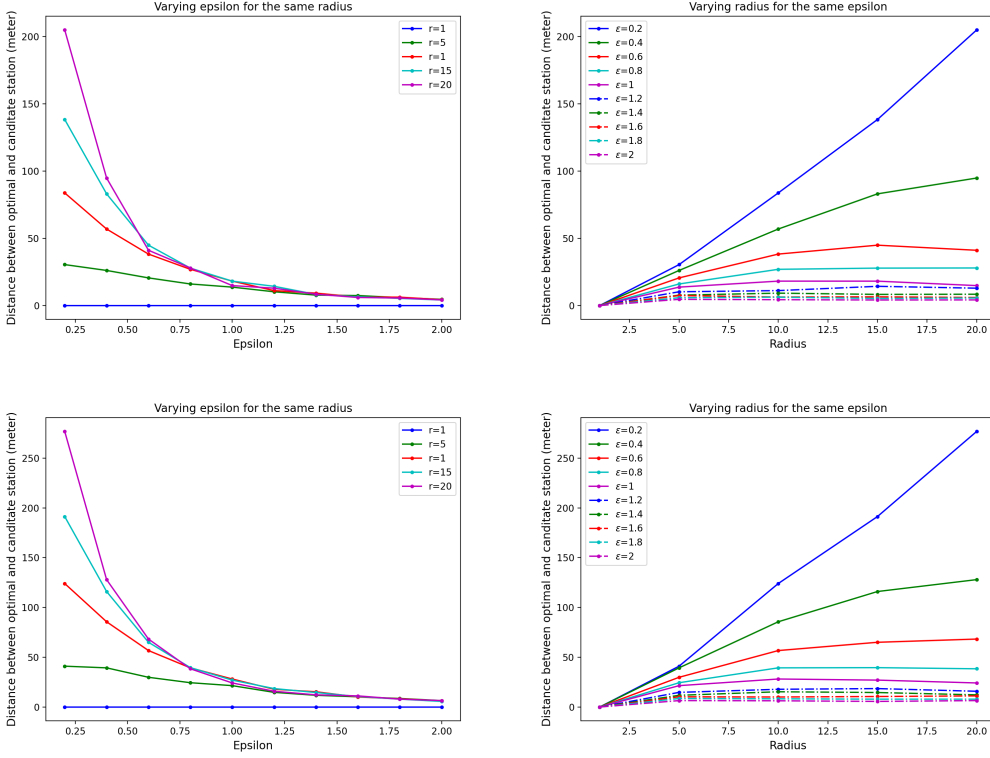 Varying epsilon for the same radius
Distance between optimal and canditate station (meter)
200
150
100
50
0
r=1
r=5
r=1
r=15
r=20
0.25 0.50 0.75 1.00 1.25 1.50 1.75 2.00
Epsilon
Varying radius for the same epsilon
Distance between optimal and canditate station (meter)
200
150
100
50
0
ε=0.2
ε=0.4
ε=0.6
ε=0.8
ε=1
ε=1.2
ε=1.4
ε=1.6
ε=1.8
ε=2
2.5 5.0 7.5 10.0 12.5 15.0 17.5 20.0
Radius
Varying epsilon for the same radius
Distance between optimal and canditate station (meter)
250
200
150
100
50
0
r=1
r=5
r=1
r=15
r=20
0.25 0.50 0.75 1.00 1.25 1.50 1.75 2.00
Epsilon
Varying radius for the same epsilon
Distance between optimal and canditate station (meter)
250
200
150
100
50
0
ε=0.2
ε=0.4
ε=0.6
ε=0.8
ε=1
ε=1.2
ε=1.4
ε=1.6
ε=1.8
ε=2
2.5 5.0 7.5 10.0 12.5 15.0 17.5 20.0
Radius